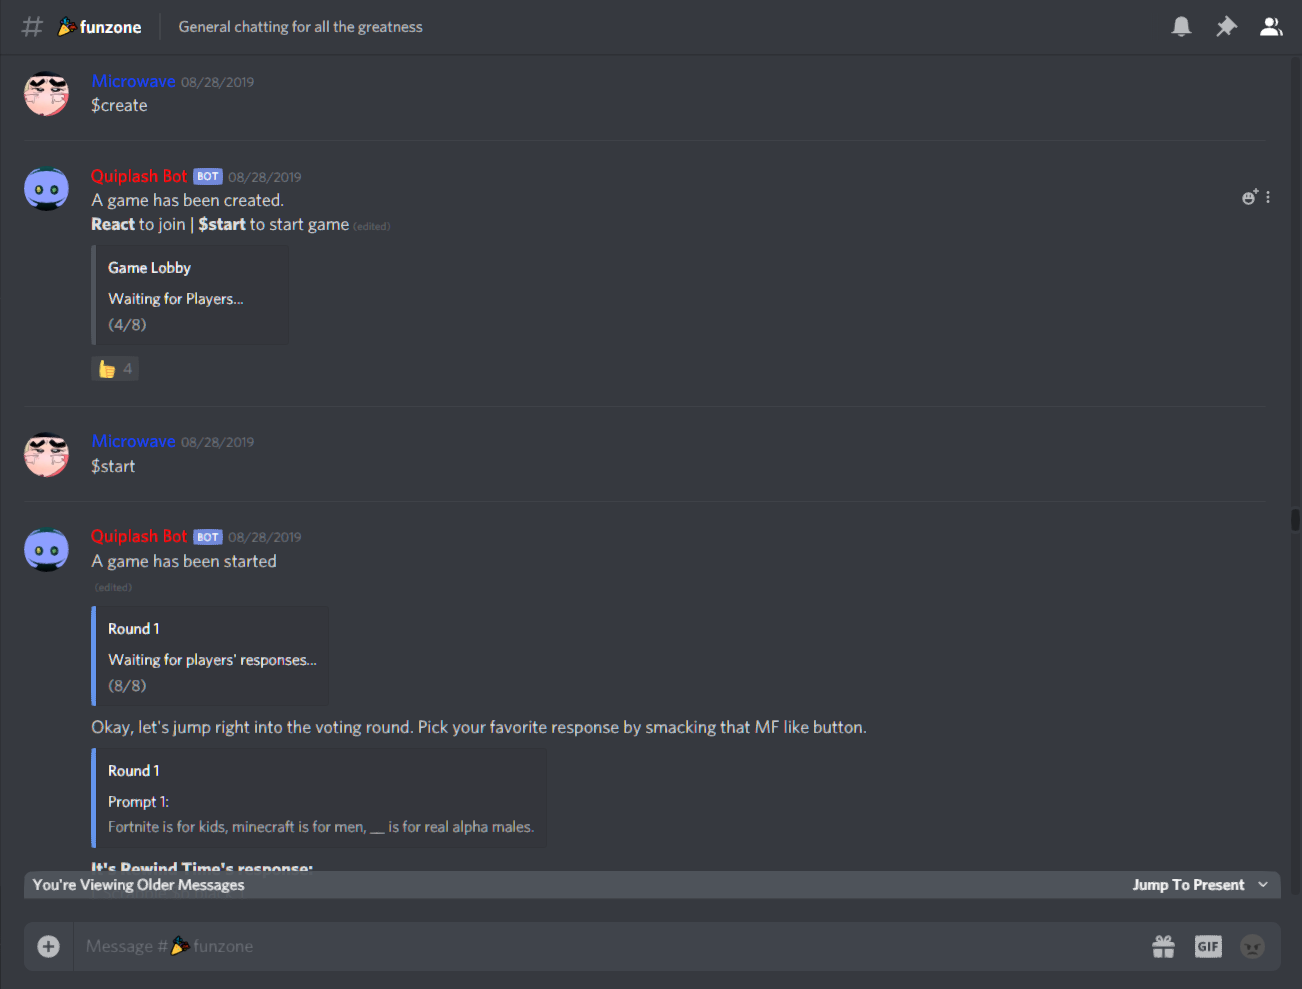 # funzone General chatting for all the greatness
Microwave 08/28/2019
$create
Quiplash Bot BOT 08/28/2019
A game has been created.
React to join | $start to start game (edited)
Game Lobby
Waiting for Players...
(4/8)
4
Microwave 08/28/2019
$start
Quiplash Bot BOT 08/28/2019
A game has been started
(edited)
Round 1
Waiting for players' responses...
(8/8)
Okay, let's jump right into the voting round. Pick your favorite response by smacking that MF like button.
Round 1
Prompt 1:
Fortnite is for kids, minecraft is for men, __ is for real alpha males.
It's Rewind Time's response:
You're Viewing Older Messages Jump To Present
Message # funzone GIF